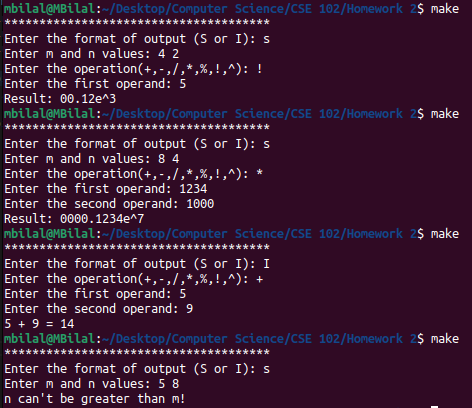 mbilal@MBilal:~/Desktop/Computer Science/CSE 102/Homework 2$ make
**************************************
Enter the format of output (S or I): s
Enter m and n values: 4 2
Enter the operation(+,-,/,*,%,!,^): !
Enter the first operand: 5
Result: 00.12e^3
mbilal@MBilal:~/Desktop/Computer Science/CSE 102/Homework 2$ make
**************************************
Enter the format of output (S or I): s
Enter m and n values: 8 4
Enter the operation(+,-,/,*,%,!,^): *
Enter the first operand: 1234
Enter the second operand: 1000
Result: 0000.1234e^7
mbilal@MBilal:~/Desktop/Computer Science/CSE 102/Homework 2$ make
**************************************
Enter the format of output (S or I): I
Enter the operation(+,-,/,*,%,!,^): +
Enter the first operand: 5
Enter the second operand: 9
5 + 9 = 14
mbilal@MBilal:~/Desktop/Computer Science/CSE 102/Homework 2$ make
**************************************
Enter the format of output (S or I): s
Enter m and n values: 5 8
n can't be greater than m!